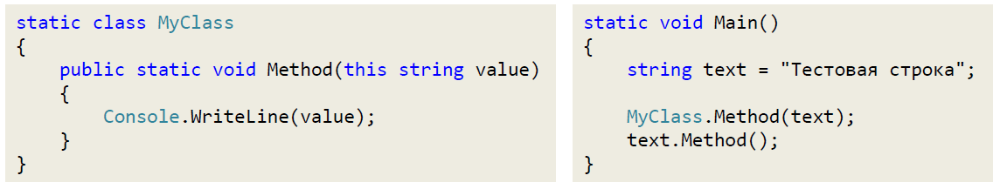 static class MyClass
{
    public static void Method(this string value)
    {
        Console.WriteLine(value);
    }
}
static void Main()
{
    string text = "Тестовая строка";

    MyClass.Method(text);
    text.Method();
}